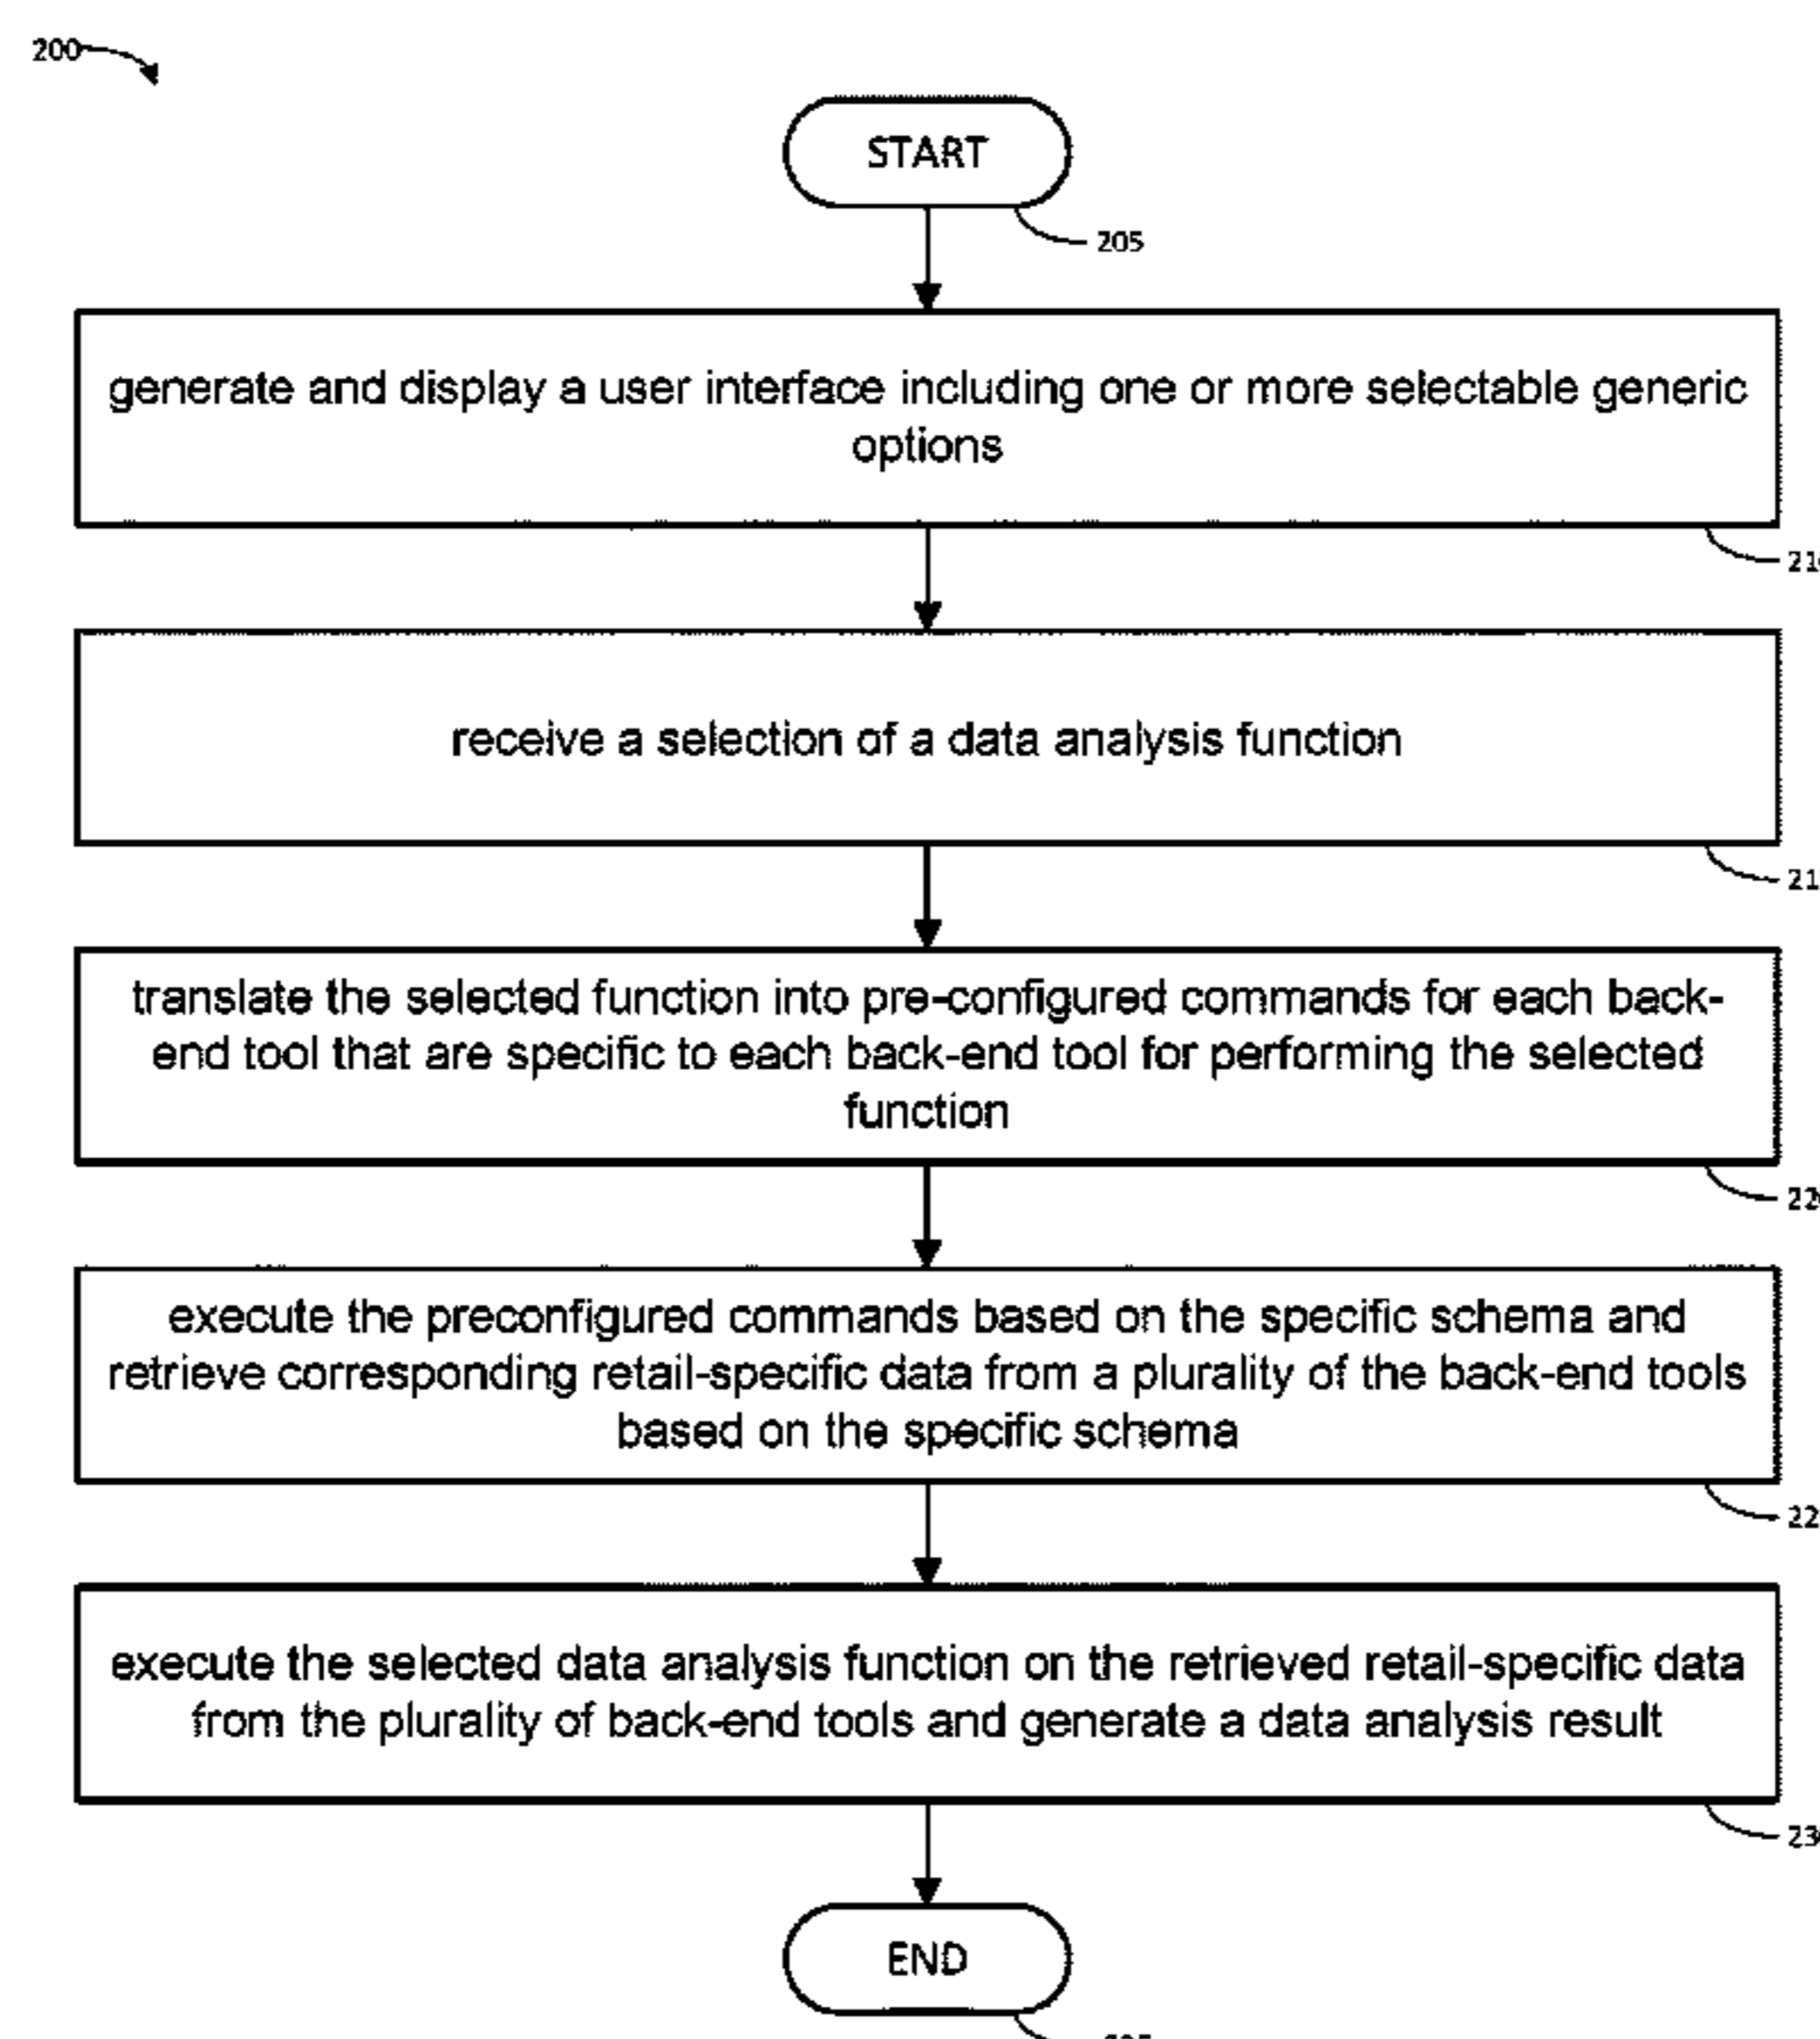 200
START
205
generate and display a user interface including one or more selectable generic
options
receive a selection of a data analysis function
translate the selected function into pre-configured commands for each back-
end tool that are specific to each back-end tool for performing the selected
function
execute the preconfigured commands based on the specific schema and
retrieve corresponding retail-specific data from a plurality of the back-end tools
based on the specific schema
execute the selected data analysis function on the retrieved retail-specific data
from the plurality of back-end tools and generate a data analysis result
END